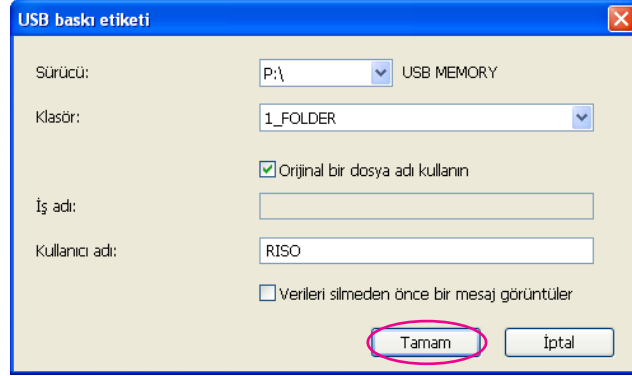 USB baskı etiketi
Sürücü: P:\ USB MEMORY
Klasör: 1_FOLDER
Orijinal bir dosya adı kullanın
İş adı:
Kullanıcı adı: RISO
Verileri silmeden önce bir mesaj görüntüler
Tamam İptal